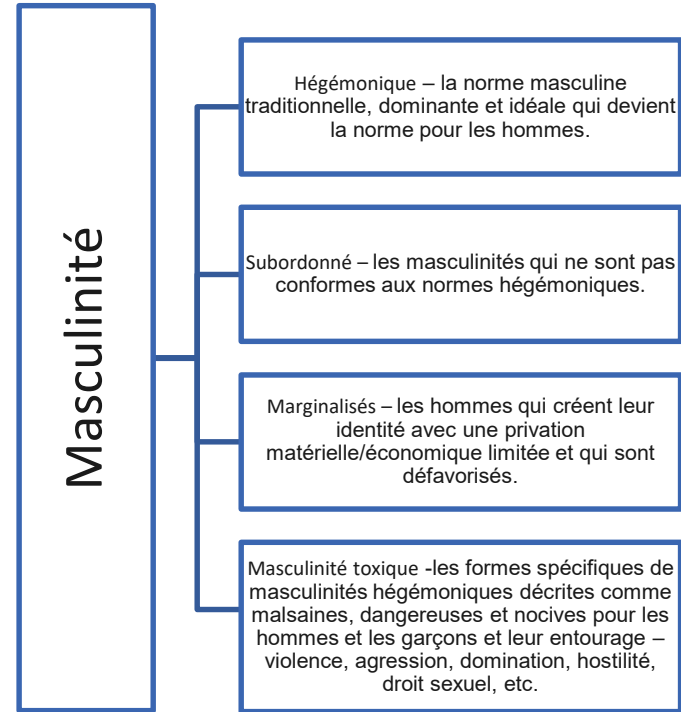 Masculinité
Hégémonique – la norme masculine
traditionnelle, dominante et idéale qui devient
la norme pour les hommes.
Subordonné – les masculinités qui ne sont pas
conformes aux normes hégémoniques.
Marginalisés – les hommes qui créent leur
identité avec une privation
matérielle/économique limitée et qui sont
défavorisés.
Masculinité toxique -les formes spécifiques de
masculinités hégémoniques décrites comme
malsaines, dangereuses et nocives pour les
hommes et les garçons et leur entourage –
violence, agression, domination, hostilité,
droit sexuel, etc.